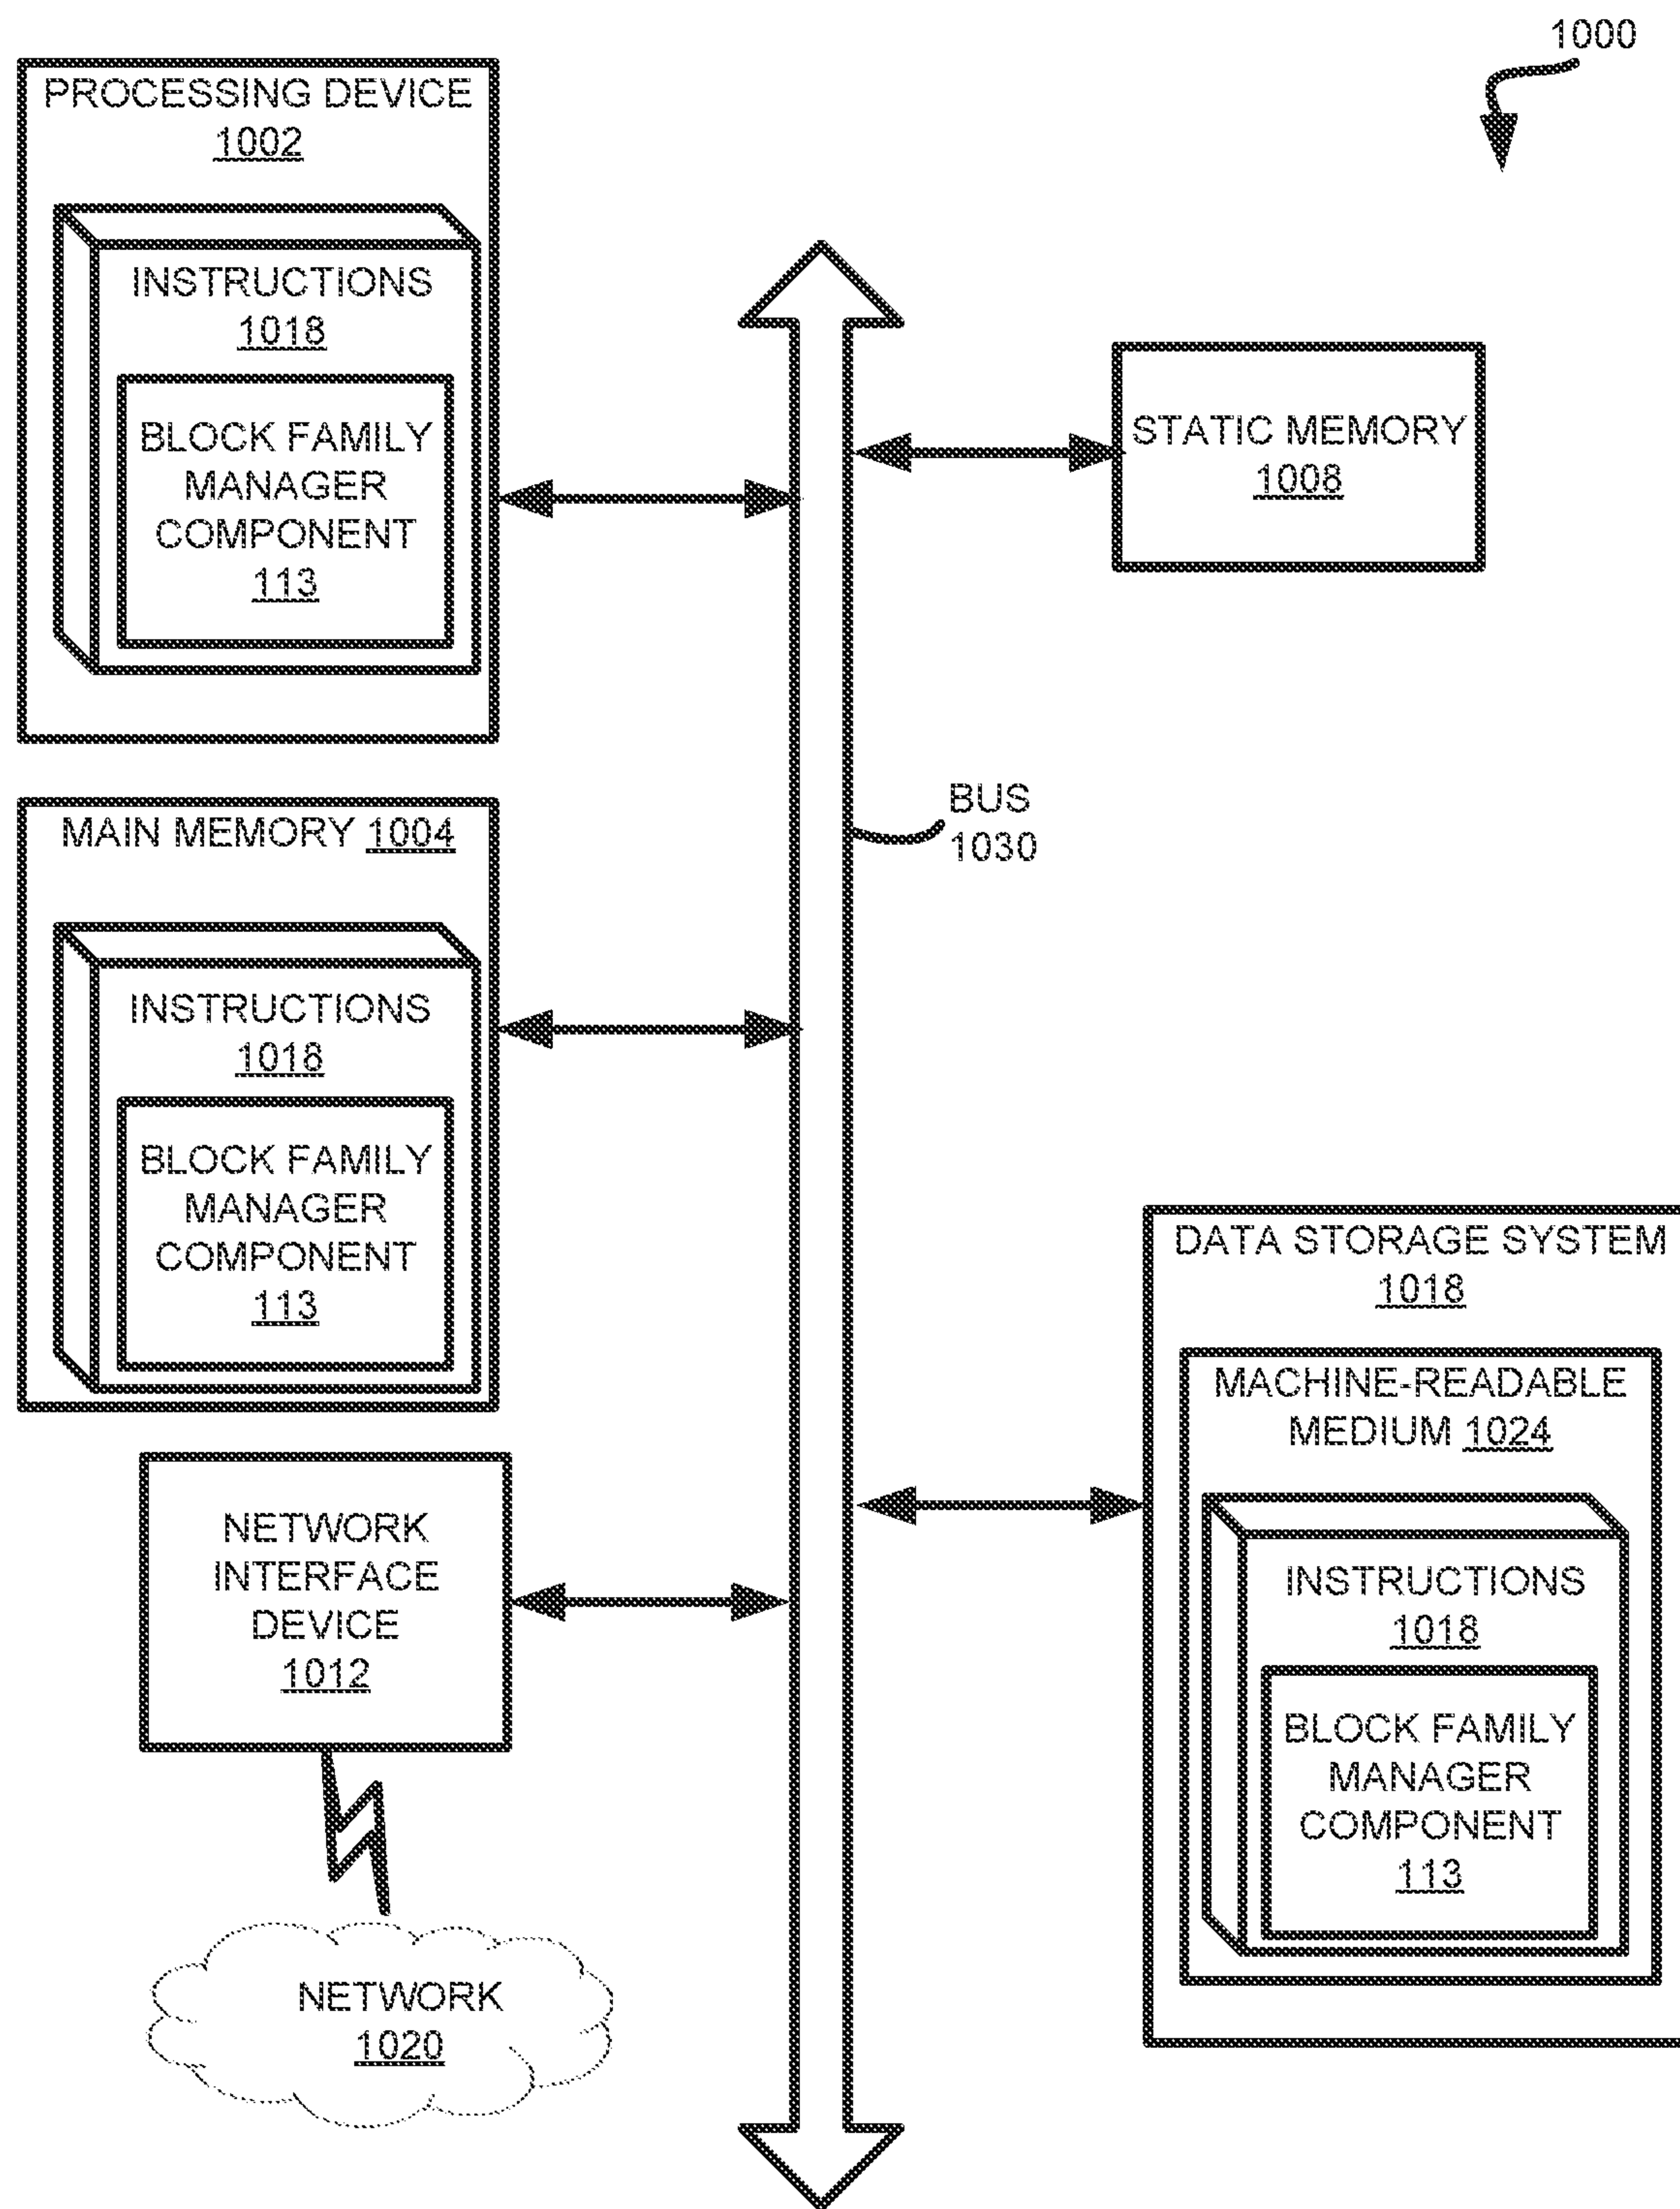 1000
PROCESSING DEVICE
1002
INSTRUCTIONS
1018
BLOCK FAMILY
MANAGER
COMPONENT
113
STATIC MEMORY
1008
BUS
1030
MAIN MEMORY 1004
INSTRUCTIONS
1018
BLOCK FAMILY
MANAGER
COMPONENT
113
DATA STORAGE SYSTEM
1018
MACHINE-READABLE
MEDIUM 1024
INSTRUCTIONS
1018
BLOCK FAMILY
MANAGER
COMPONENT
113
NETWORK
INTERFACE
DEVICE
1012
NETWORK
1020